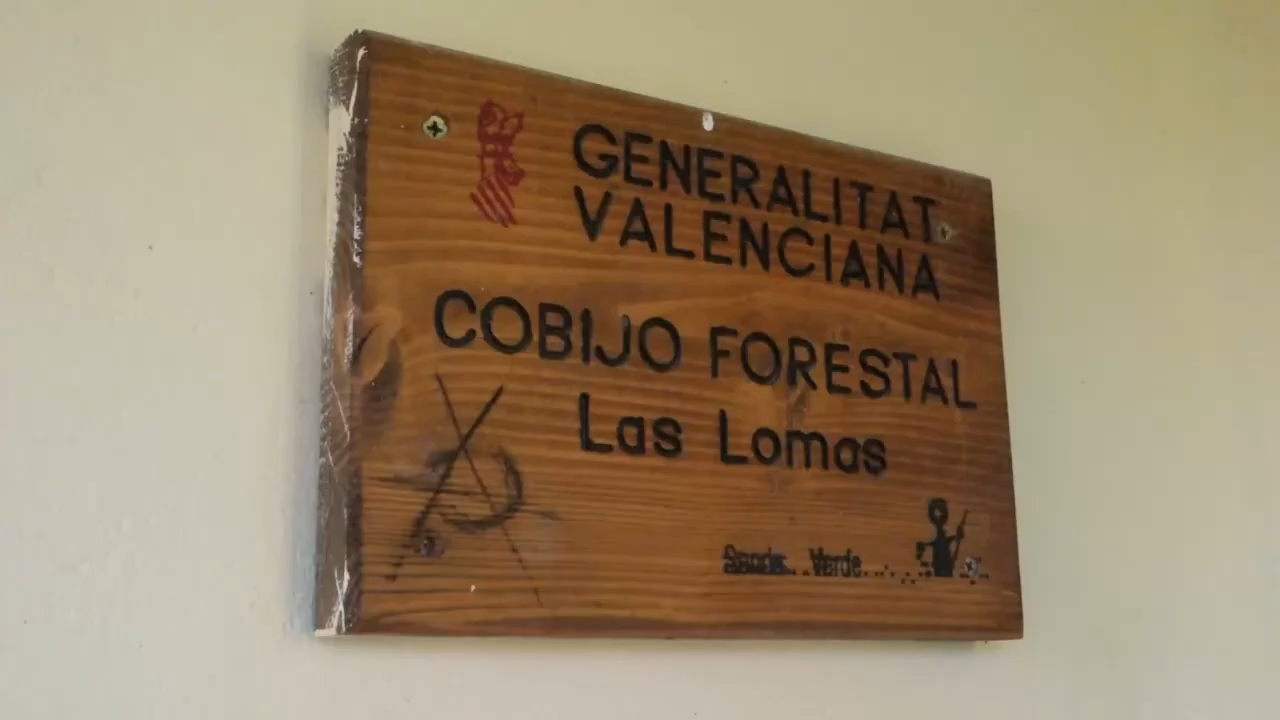 GENERALITAT
VALENCIANA
COBIJO FORESTAL
Las Lomas
Verde